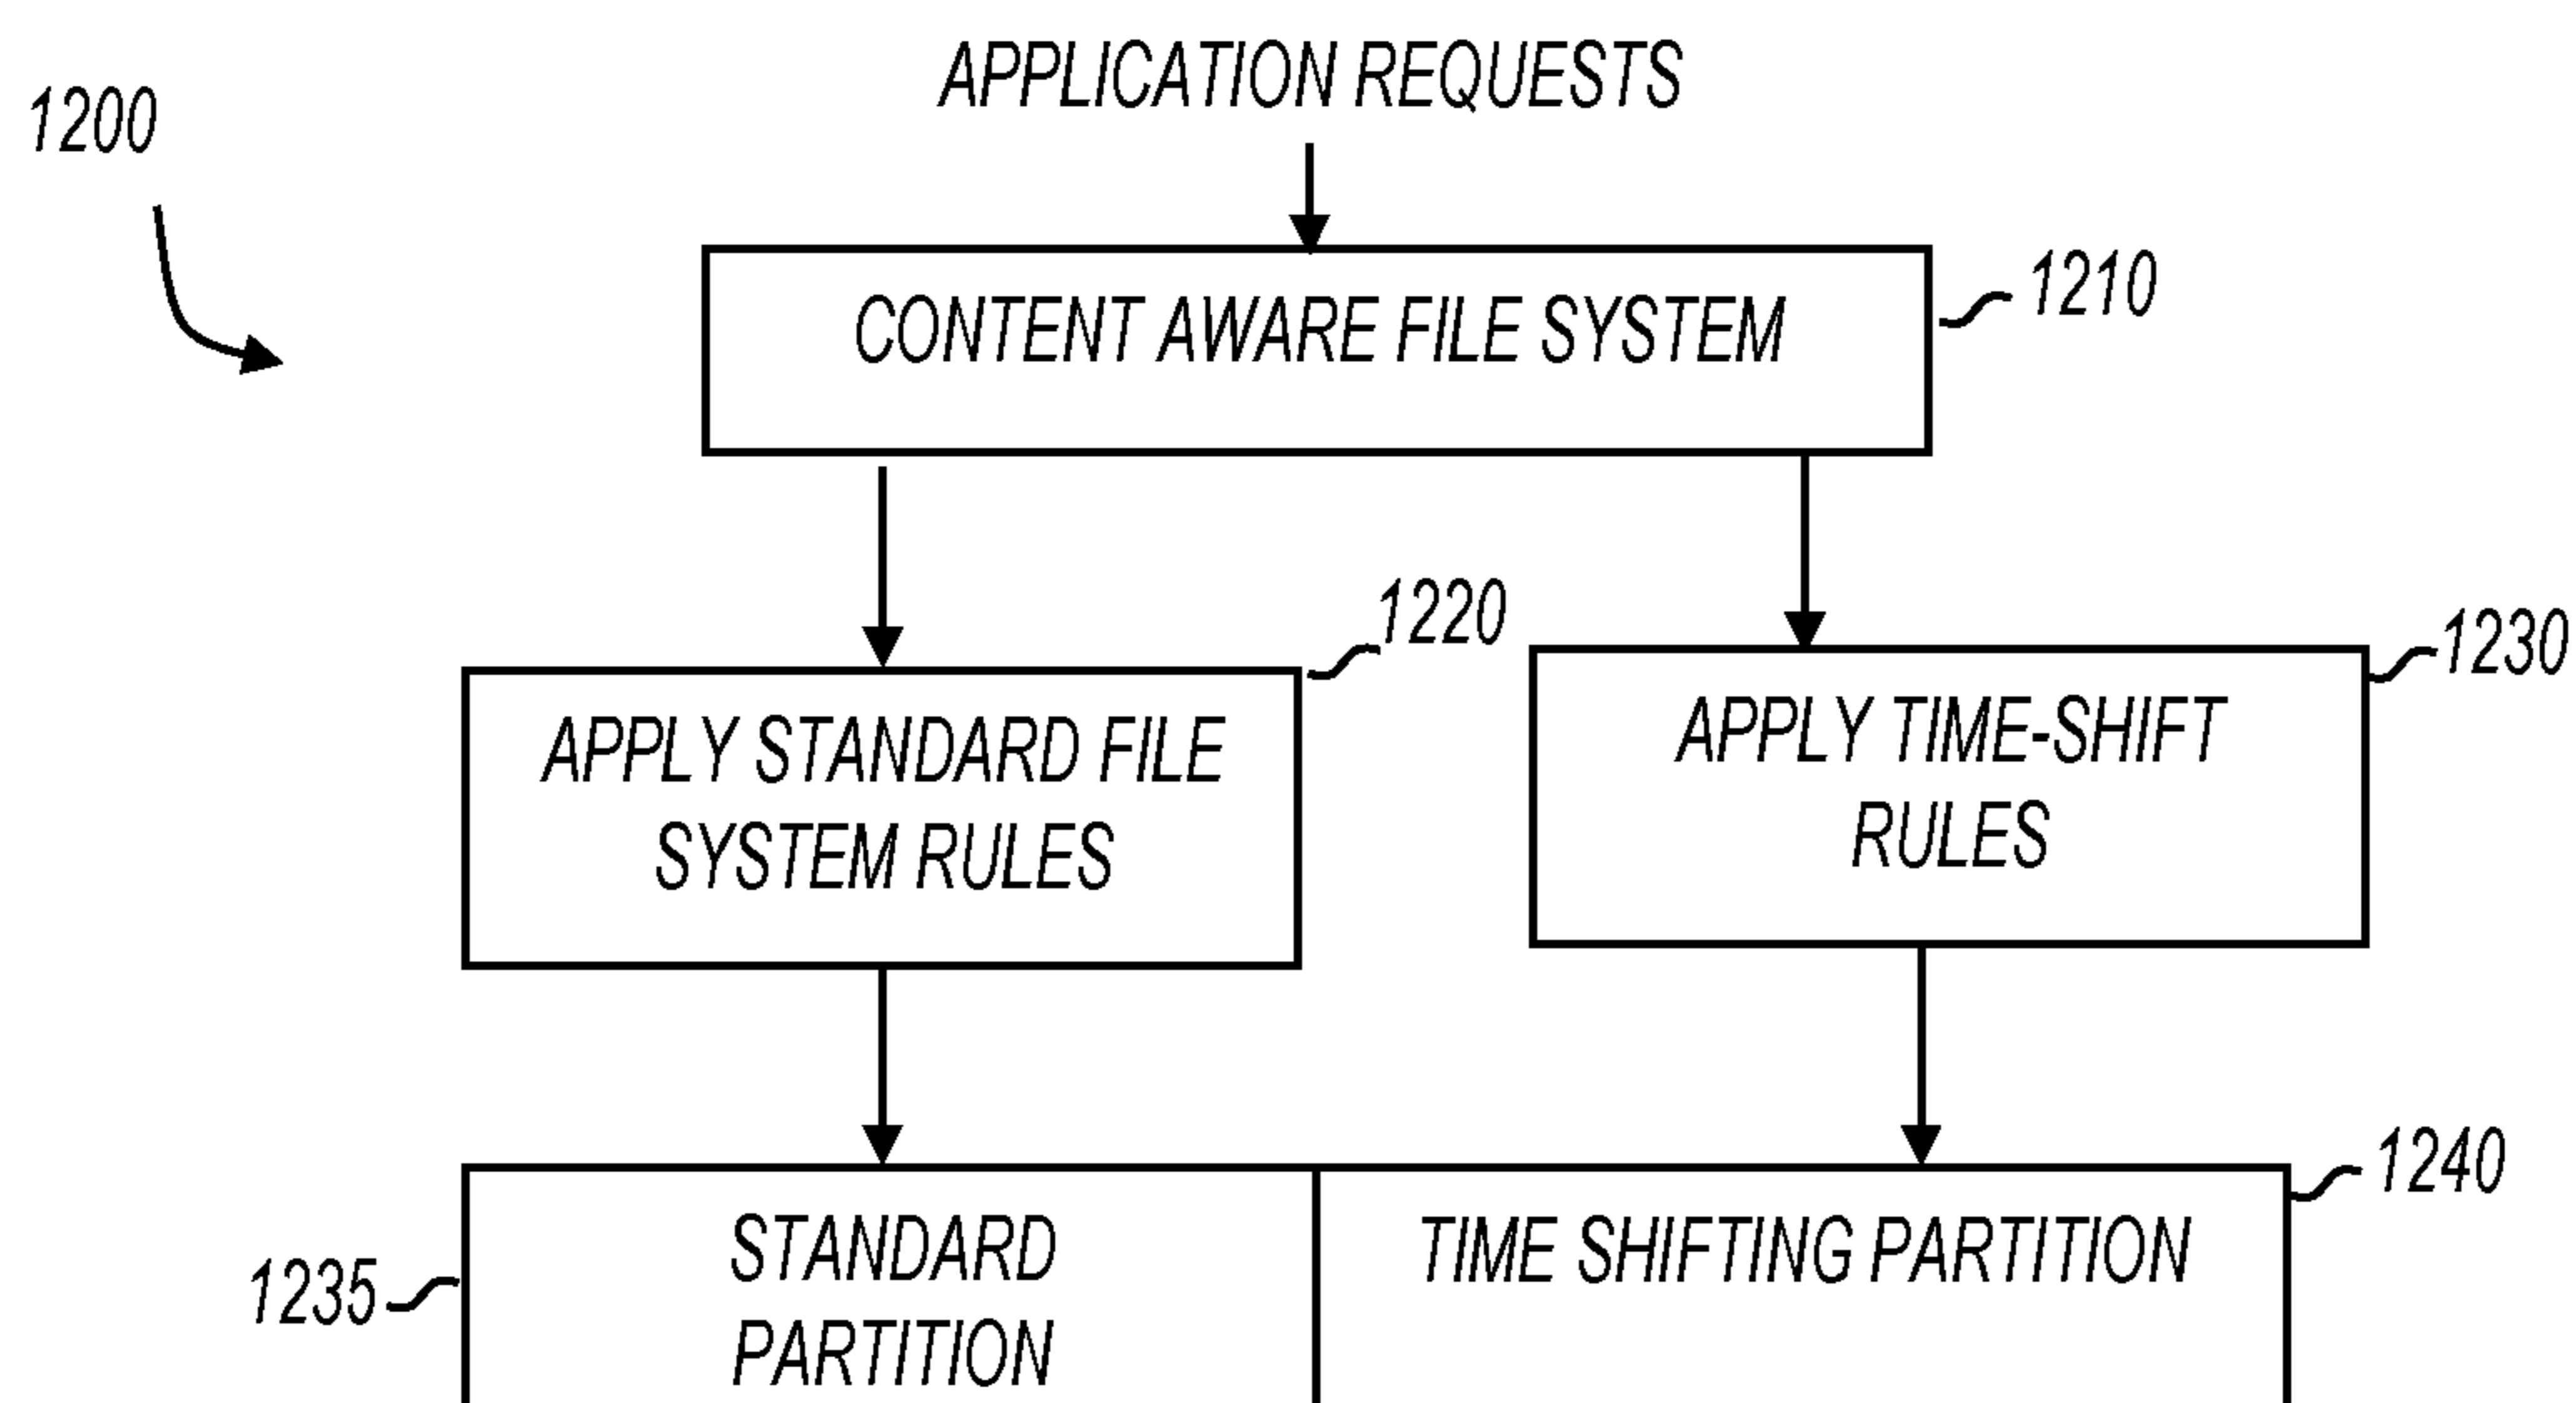 1200
APPLICATION REQUESTS
CONTENT AWARE FILE SYSTEM
1210
1220
APPLY STANDARD FILE
SYSTEM RULES
1230
APPLY TIME-SHIFT
RULES
1235
STANDARD
PARTITION
TIME SHIFTING PARTITION
1240